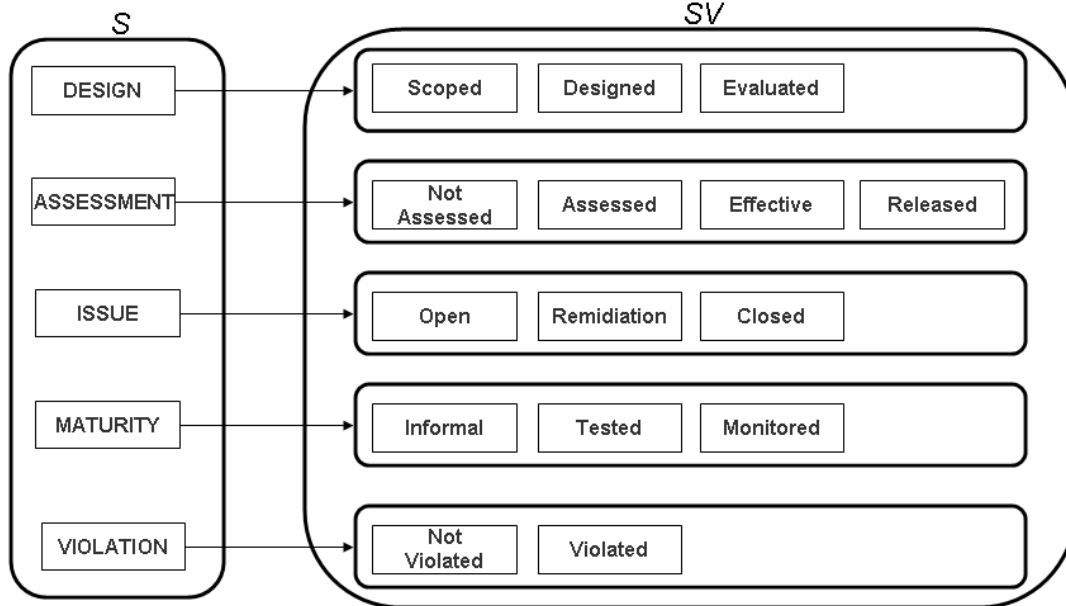 S
SV
DESIGN
Scoped
Designed
Evaluated
ASSESSMENT
Not
Assessed
Assessed
Effective
Released
ISSUE
Open
Remidiation
Closed
MATURITY
Informal
Tested
Monitored
VIOLATION
Not
Violated
Violated